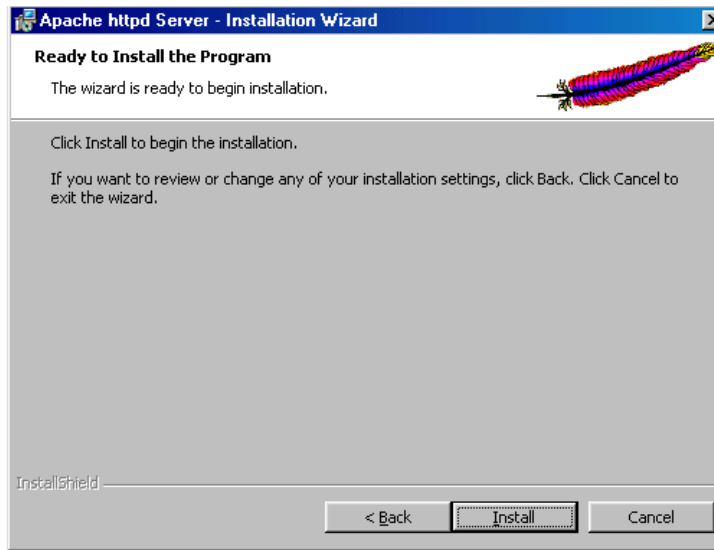 Apache httpd Server - Installation Wizard
Ready to Install the Program
The wizard is ready to begin installation.
Click Install to begin the installation.
If you want to review or change any of your installation settings, click Back. Click Cancel to
exit the wizard.
InstallShield
< Back Install Cancel